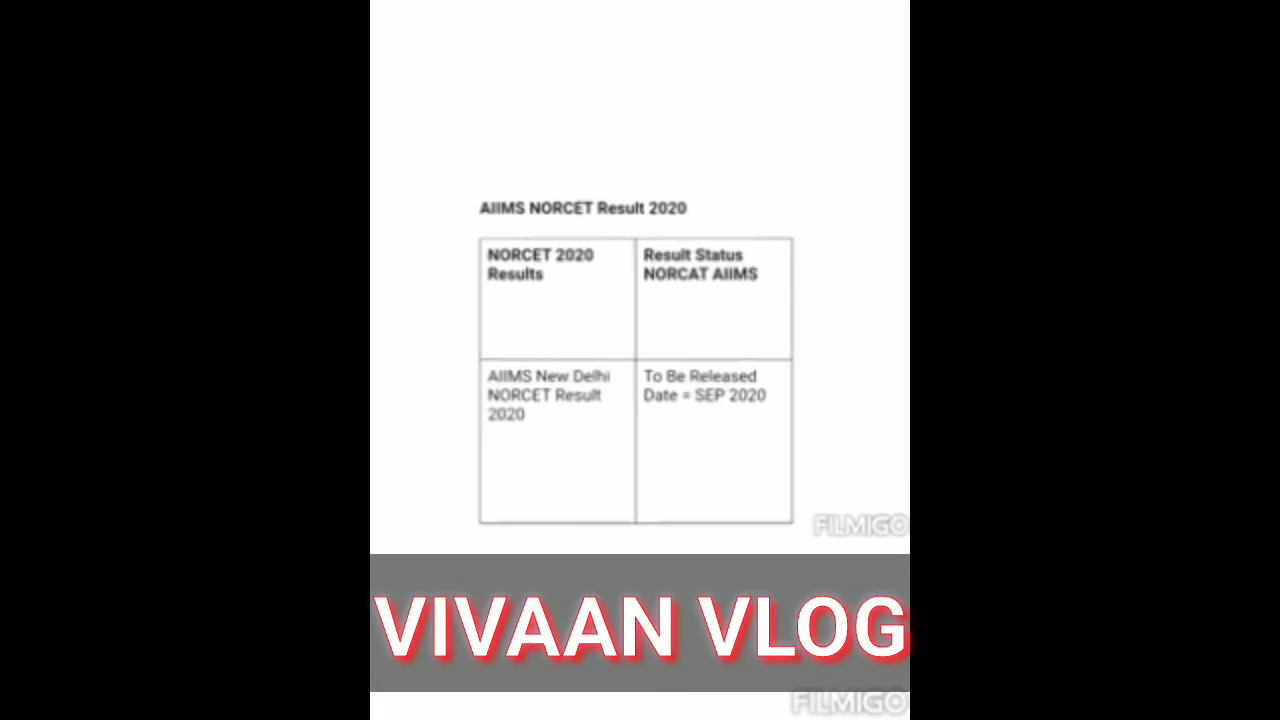 AIIMS NORCET Result 2020
NORCET 2020
Results
Result Status
NORCAT AIIMS
AIIMS New Delhi
NORCET Result
2020
To Be Released
Date = SEP 2020
FILMIGO
VIVAAN VLOG
FILMIGO